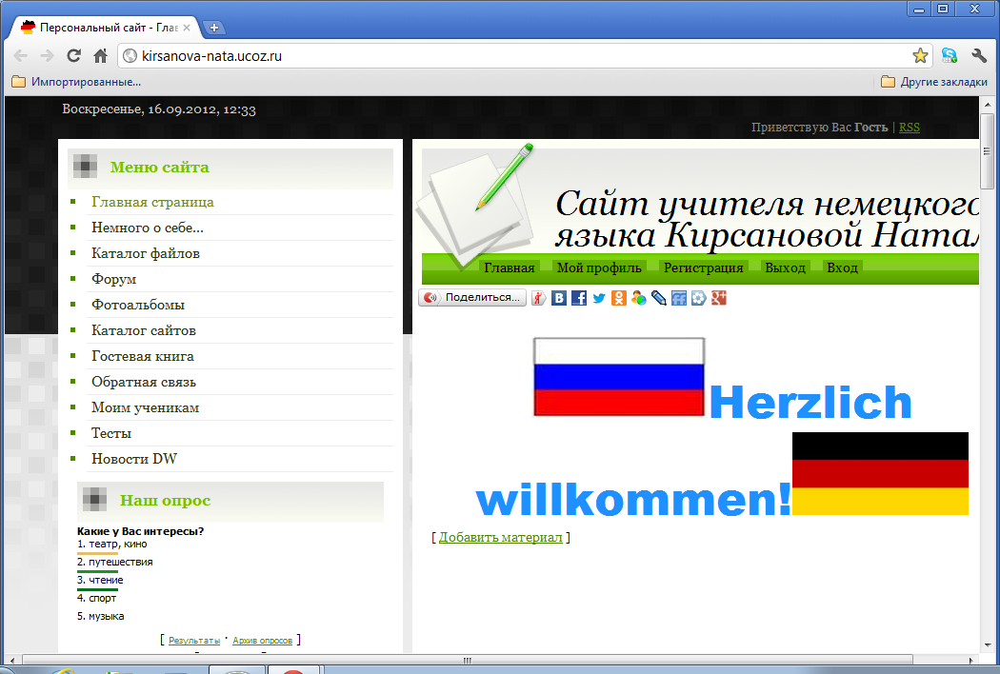 Персональный сайт - Глав
kirsanova-nata.ucoz.ru
Импортированные...
Другие закладки
Воскресенье, 16.09.2012, 12:33
Приветствую Вас Гость | RSS
Меню сайта
Главная страница
Немного о себе...
Каталог файлов
Форум
Фотоальбомы
Каталог сайтов
Гостевая книга
Обратная связь
Моим ученикам
Тесты
Новости DW
Наш опрос
Какие у Вас интересы?
1. театр, кино
2. путешествия
3. чтение
4. спорт
5. музыка
[ Результаты · Архив опросов ]
Сайт учителя немецкого
языка Кирсановой Натал
Главная Мой профиль Регистрация Выход Вход
Поделиться...
Herzlich
willkommen!
[ Добавить материал ]